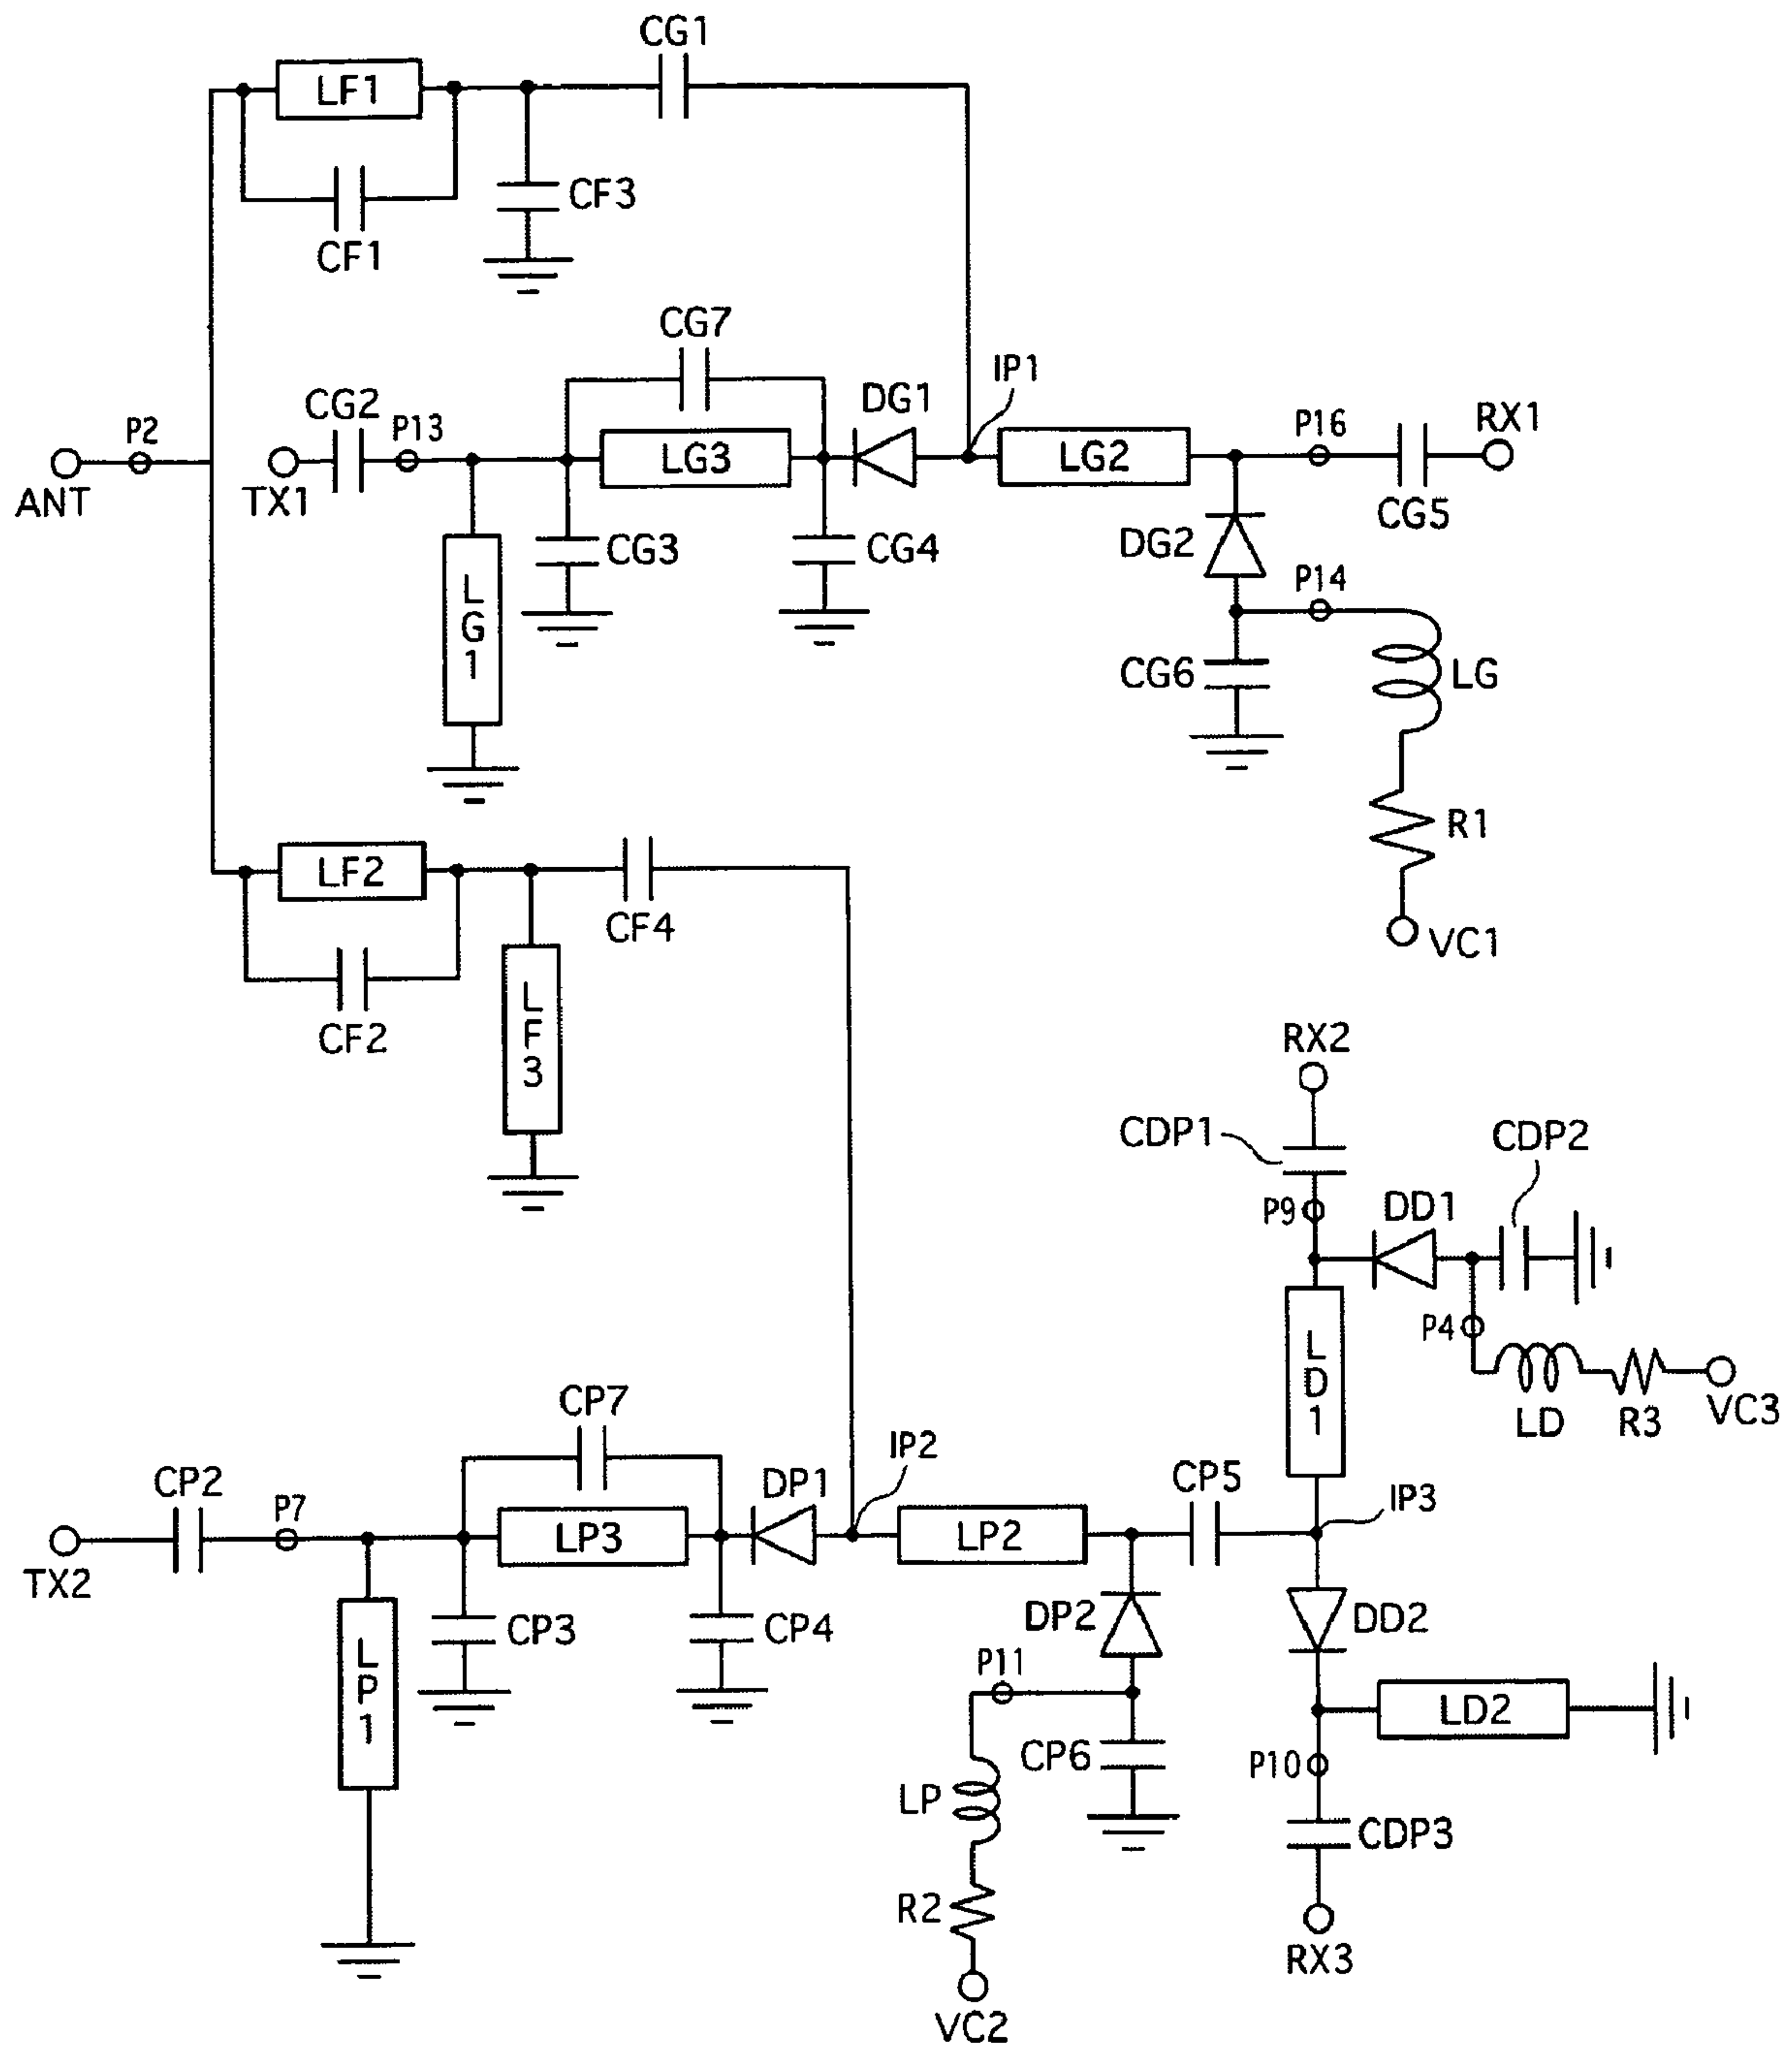 CG1
LF1
CF3
CF1
CG7
IP1
DG1
CG2
P13
P2
RX1
P16
LG3
LG2
ANT
TX1
CG5
CG3
CG4
DG2
P14
LG1
CG6
LG
R1
LF2
CF4
VC1
CF2
LF3
RX2
CDP1
CDP2
P9
DD1
P4
LD1
LD
R3
VC3
CP7
IP2
CP2
P7
DP1
CP5
IP3
LP3
LP2
TX2
CP3
CP4
DP2
DD2
LP1
P11
LD2
CP6
P10
LP
CDP3
R2
RX3
VC2